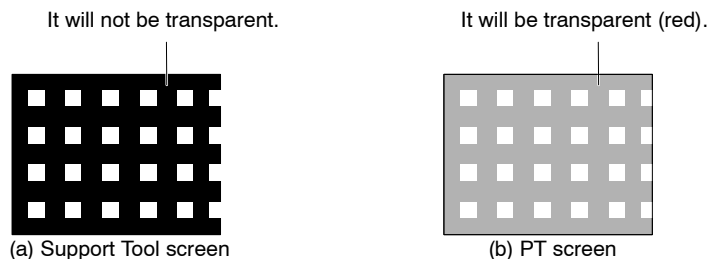 It will not be transparent.
It will be transparent (red).
(a) Support Tool screen
(b) PT screen